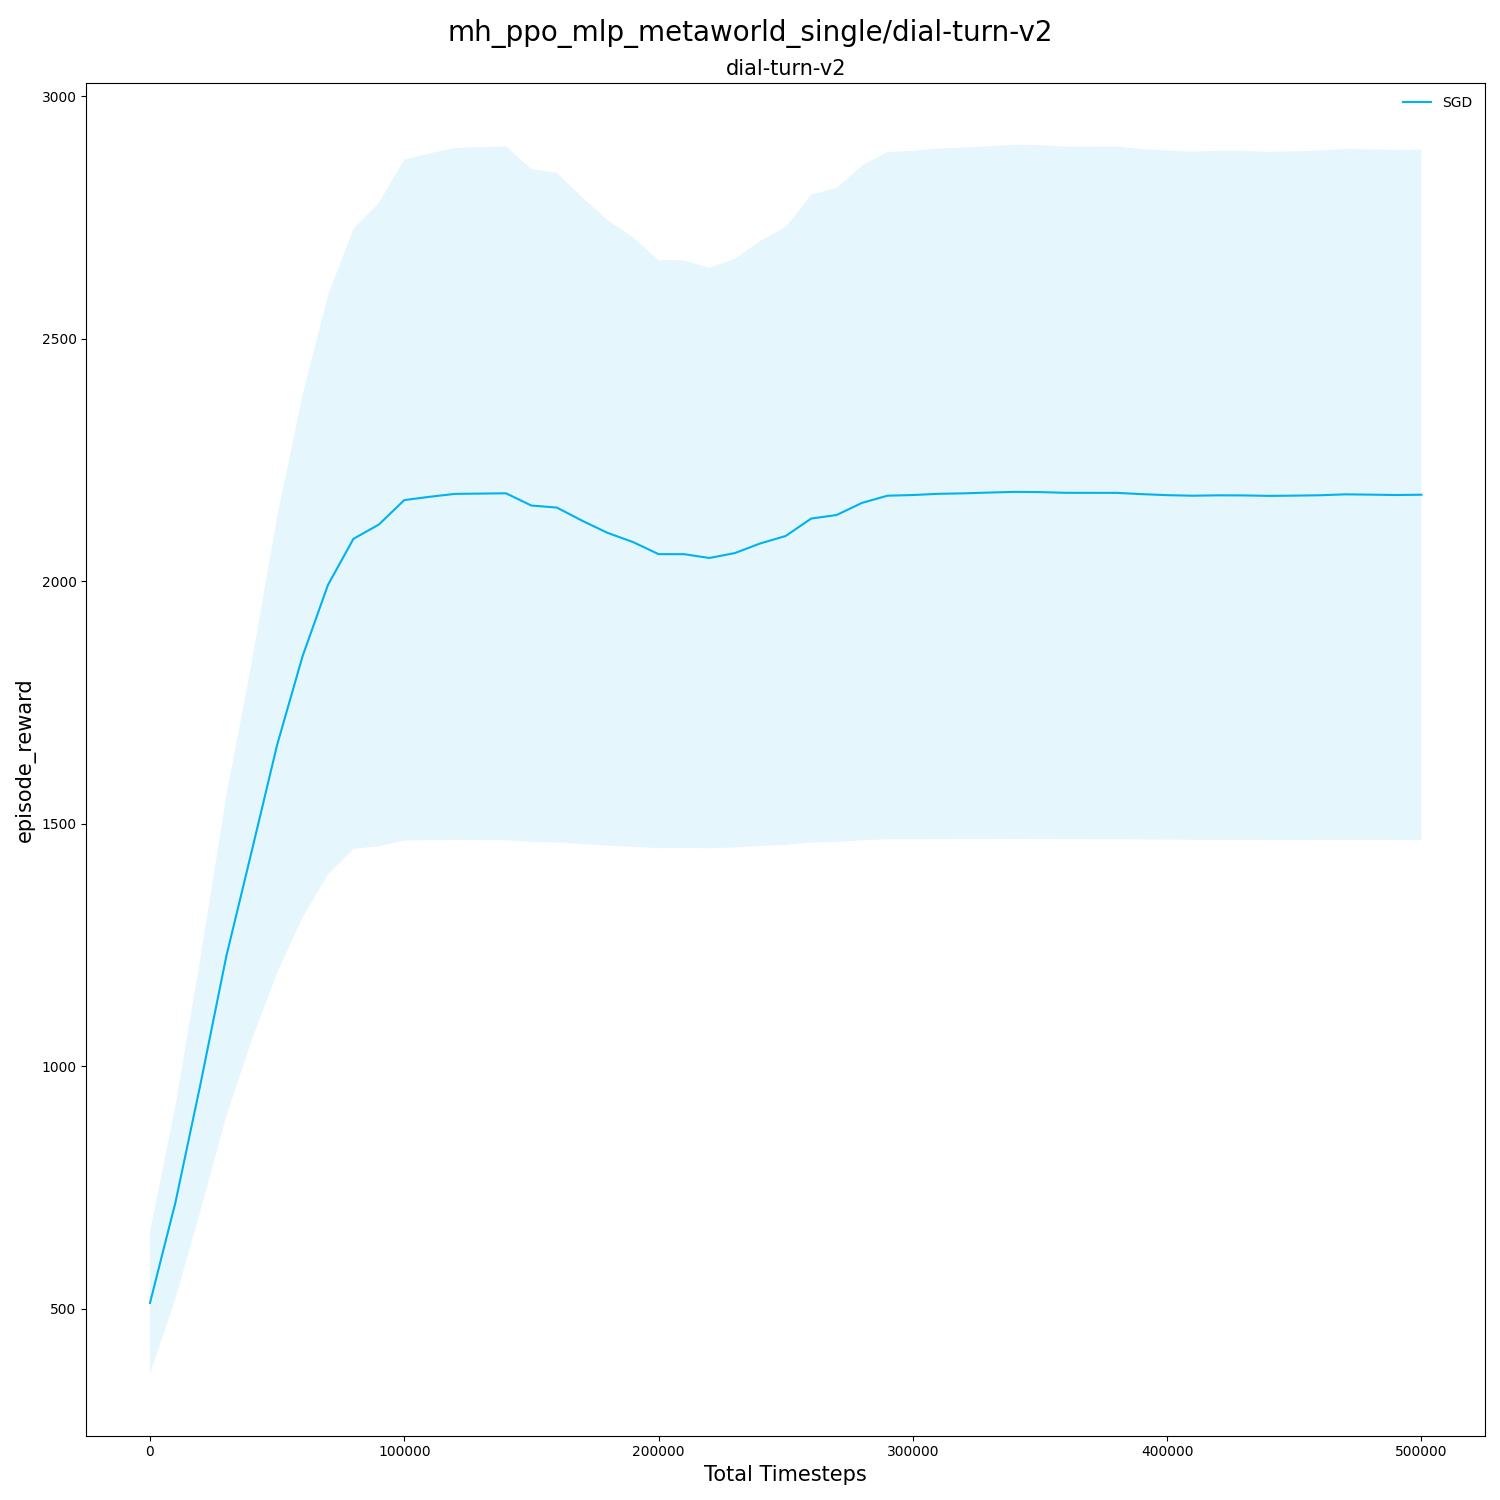 mh_ppo_mlp_metaworld_single/dial-turn-v2
dial-turn-v2
SGD
3000
2500
2000
1500
1000
500
episode_reward
0 100000 200000 300000 400000 500000
Total Timesteps